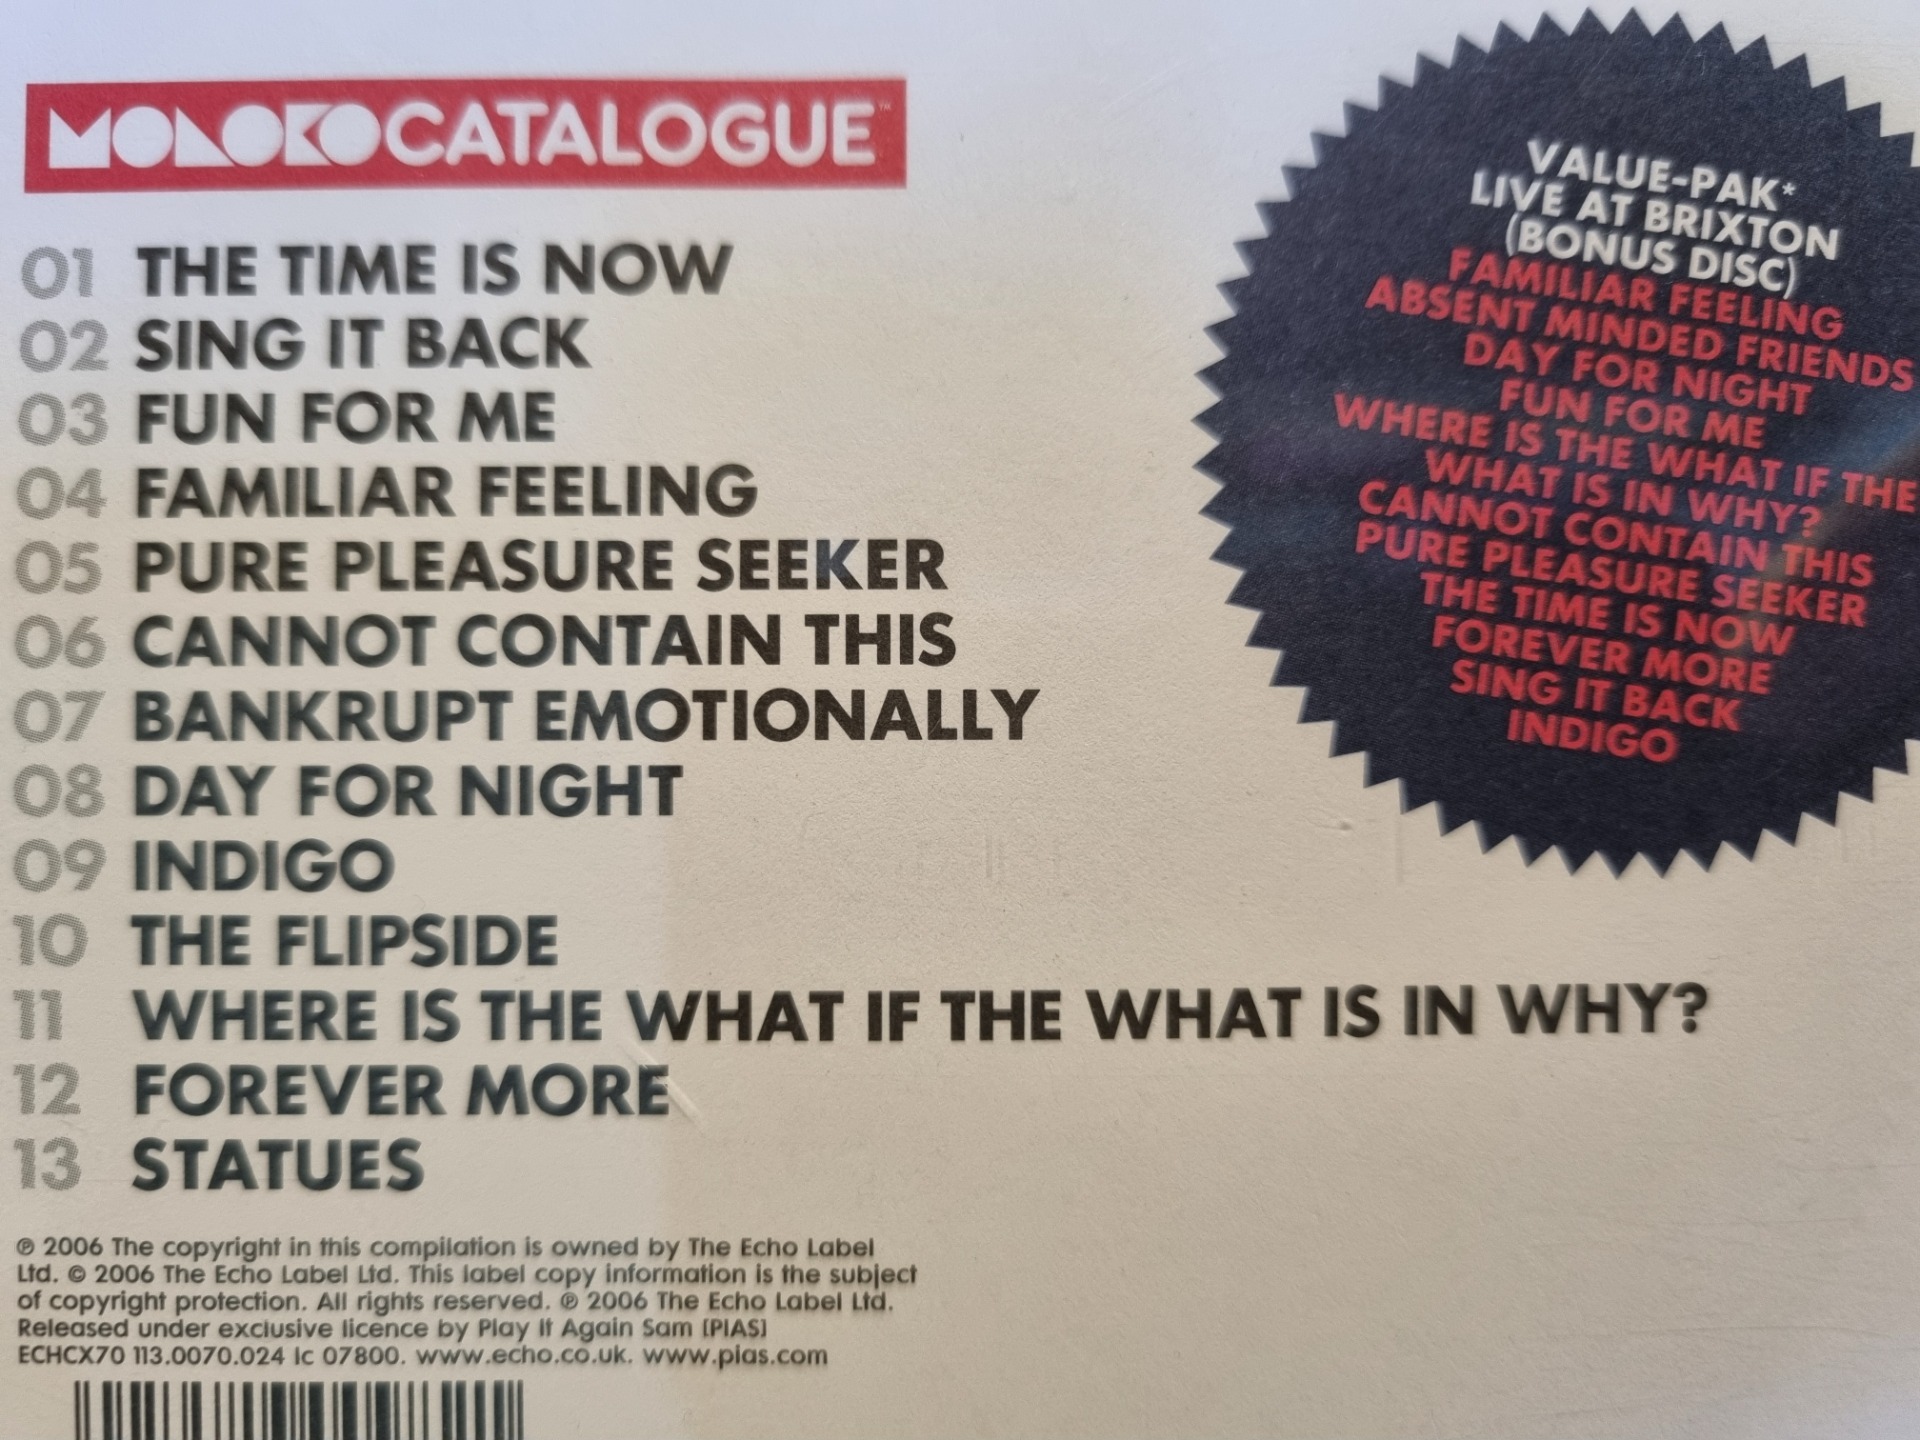 MOLOKO CATALOGUE™
01 THE TIME IS NOW
02 SING IT BACK
03 FUN FOR ME
04 FAMILIAR FEELING
05 PURE PLEASURE SEEKER
06 CANNOT CONTAIN THIS
07 BANKRUPT EMOTIONALLY
08 DAY FOR NIGHT
09 INDIGO
10 THE FLIPSIDE
11 WHERE IS THE WHAT IF THE WHAT IS IN WHY?
12 FOREVER MORE
13 STATUES
℗ 2006 The copyright in this compilation is owned by The Echo Label
Ltd. © 2006 The Echo Label Ltd. This label copy information is the subject
of copyright protection. All rights reserved. ℗ 2006 The Echo Label Ltd.
Released under exclusive licence by Play It Again Sam [PIAS]
ECHCX70 113.0070.024 lc 07800. www.echo.co.uk. www.pias.com
VALUE-PAK*
LIVE AT BRIXTON
(BONUS DISC)
FAMILIAR FEELING
ABSENT MINDED FRIENDS
DAY FOR NIGHT
FUN FOR ME
WHERE IS THE WHAT IF THE
WHAT IS IN WHY?
CANNOT CONTAIN THIS
PURE PLEASURE SEEKER
THE TIME IS NOW
FOREVER MORE
SING IT BACK
INDIGO